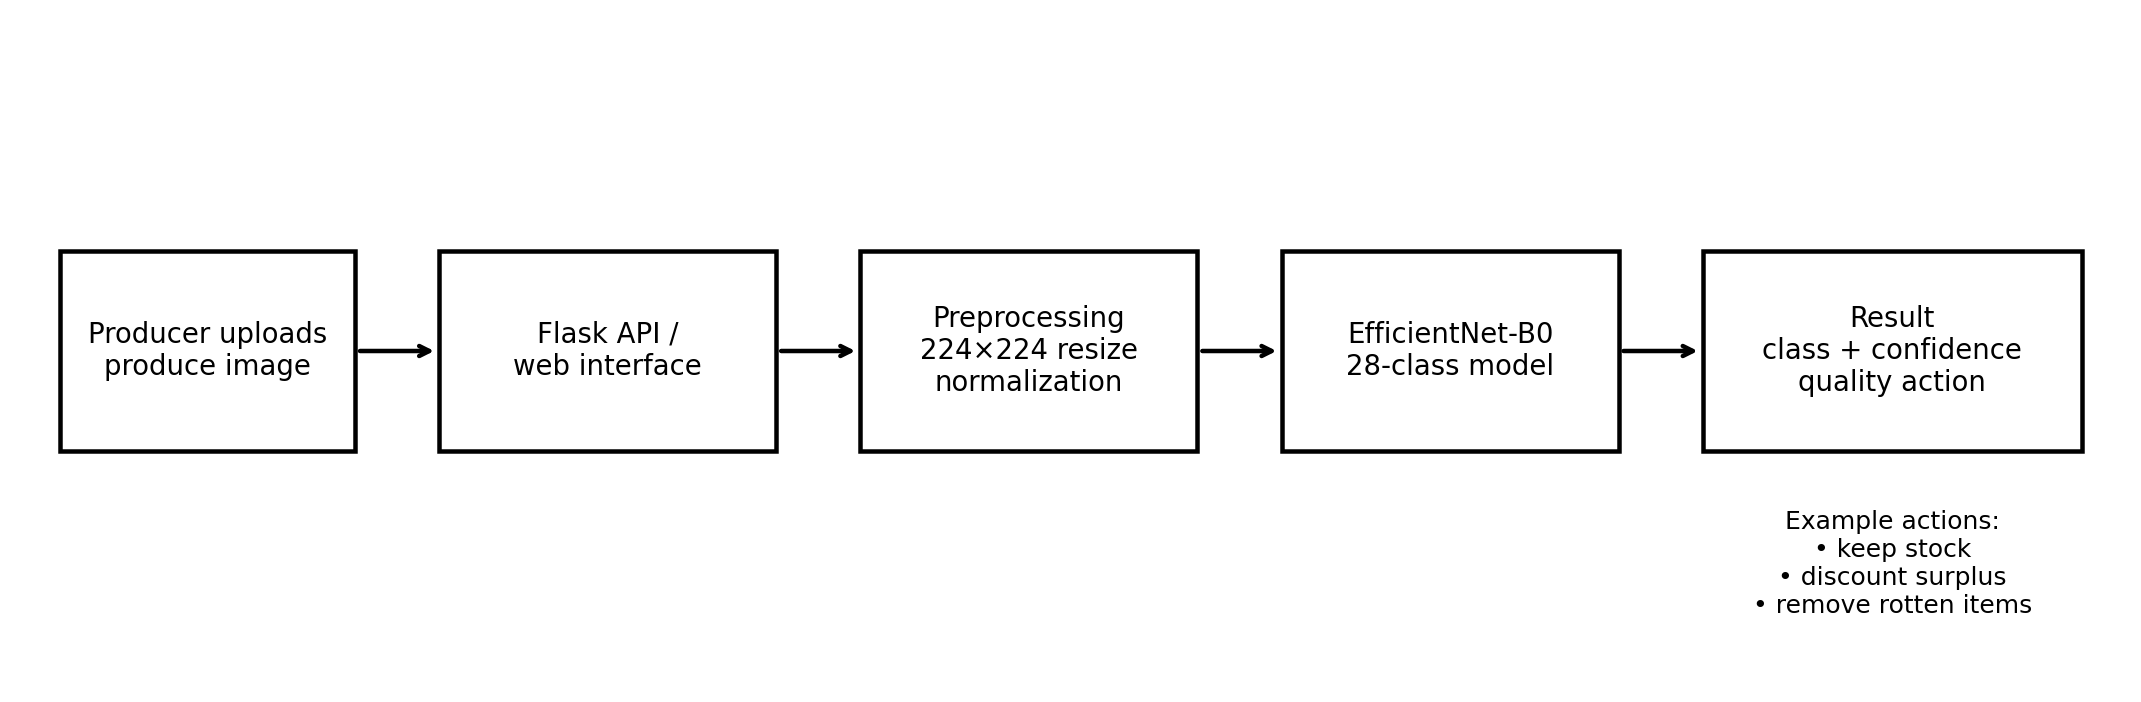 Producer uploads
produce image
Flask API /
web interface
Preprocessing
224×224 resize
normalization
EfficientNet-B0
28-class model
Result
class + confidence
quality action
Example actions:
• keep stock
• discount surplus
• remove rotten items